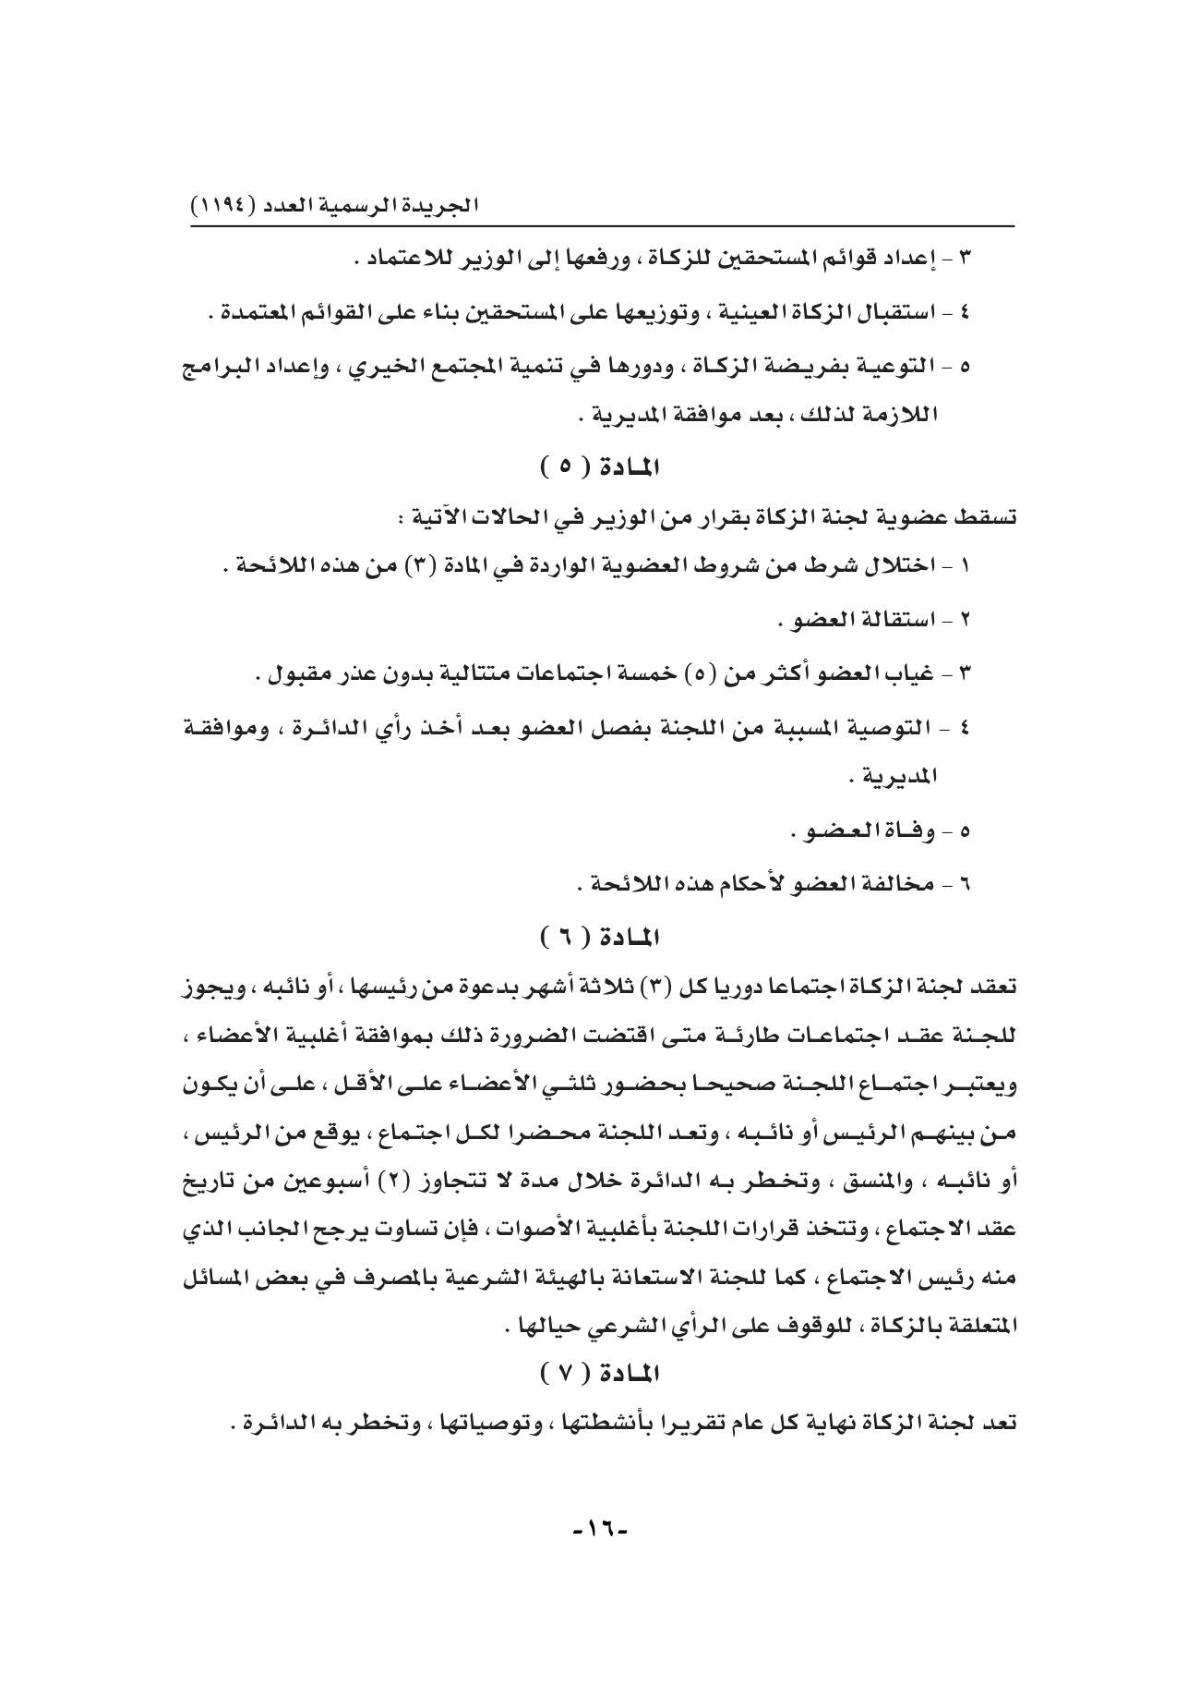 الجريدة الرسمية العدد (١١٩٤)
٣ - إعداد قوائم المستحقين للزكاة ، ورفعها إلى الوزير للاعتماد .
٤ - استقبال الزكاة العينية ، وتوزيعها على المستحقين بناء على القوائم المعتمدة .
٥ - التوعية بفريضة الزكاة ، ودورها في تنمية المجتمع الخيري ، وإعداد البرامج
اللازمة لذلك ، بعد موافقة المديرية .
المادة ( ٥ )
تسقط عضوية لجنة الزكاة بقرار من الوزير في الحالات الآتية :
١ - اختلال شرط من شروط العضوية الواردة في المادة (٣) من هذه اللائحة .
٢ - استقالة العضو .
٣ - غياب العضو أكثر من (٥) خمسة اجتماعات متتالية بدون عذر مقبول .
٤ - التوصية المسببة من اللجنة بفصل العضو بعد أخذ رأي الدائرة ، وموافقة
المديرية .
٥ - وفاة العضو .
٦ - مخالفة العضو لأحكام هذه اللائحة .
المادة ( ٦ )
تعقد لجنة الزكاة اجتماعا دوريا كل (٣) ثلاثة أشهر بدعوة من رئيسها ، أو نائبه ، ويجوز
للجنة عقد اجتماعات طارئة متى اقتضت الضرورة ذلك بموافقة أغلبية الأعضاء ،
ويعتبر اجتماع اللجنة صحيحا بحضور ثلثي الأعضاء على الأقل ، على أن يكون
من بينهم الرئيس أو نائبه ، وتعد اللجنة محضرا لكل اجتماع ، يوقع من الرئيس ،
أو نائبه ، والمنسق ، وتخطر به الدائرة خلال مدة لا تتجاوز (٢) أسبوعين من تاريخ
عقد الاجتماع ، وتتخذ قرارات اللجنة بأغلبية الأصوات ، فإن تساوت يرجح الجانب الذي
منه رئيس الاجتماع ، كما للجنة الاستعانة بالهيئة الشرعية بالمصرف في بعض المسائل
المتعلقة بالزكاة ، للوقوف على الرأي الشرعي حيالها .
المادة ( ٧ )
تعد لجنة الزكاة نهاية كل عام تقريرا بأنشطتها ، وتوصياتها ، وتخطر به الدائرة .
-١٦-